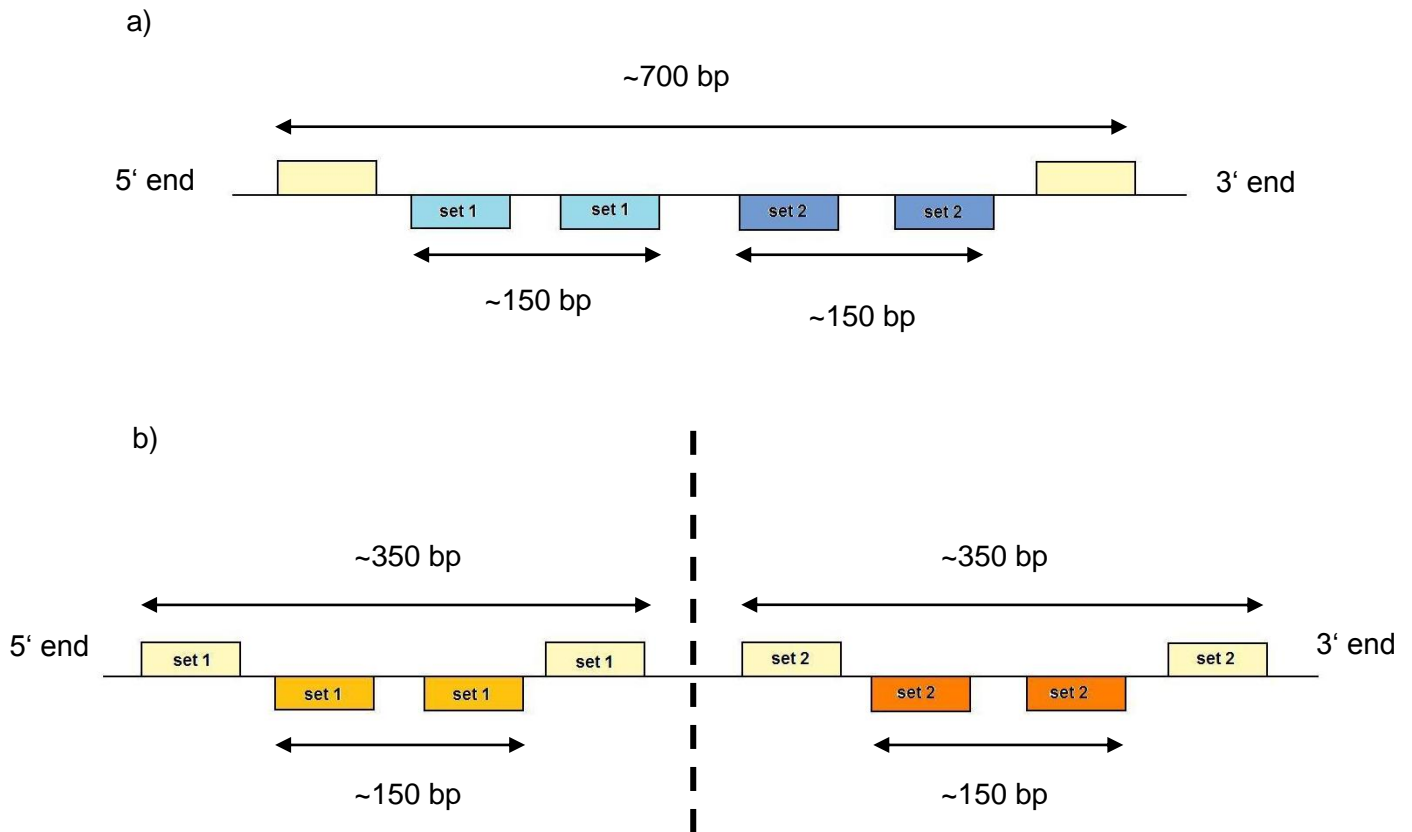 a)
~700 bp
5‘ end
3‘ end
set 1
set 1
set 2
set 2
~150 bp
~150 bp
b)
~350 bp
~350 bp
5‘ end
set 1
set 1
set 2
set 2
3‘ end
set 1
set 1
set 2
set 2
~150 bp
~150 bp